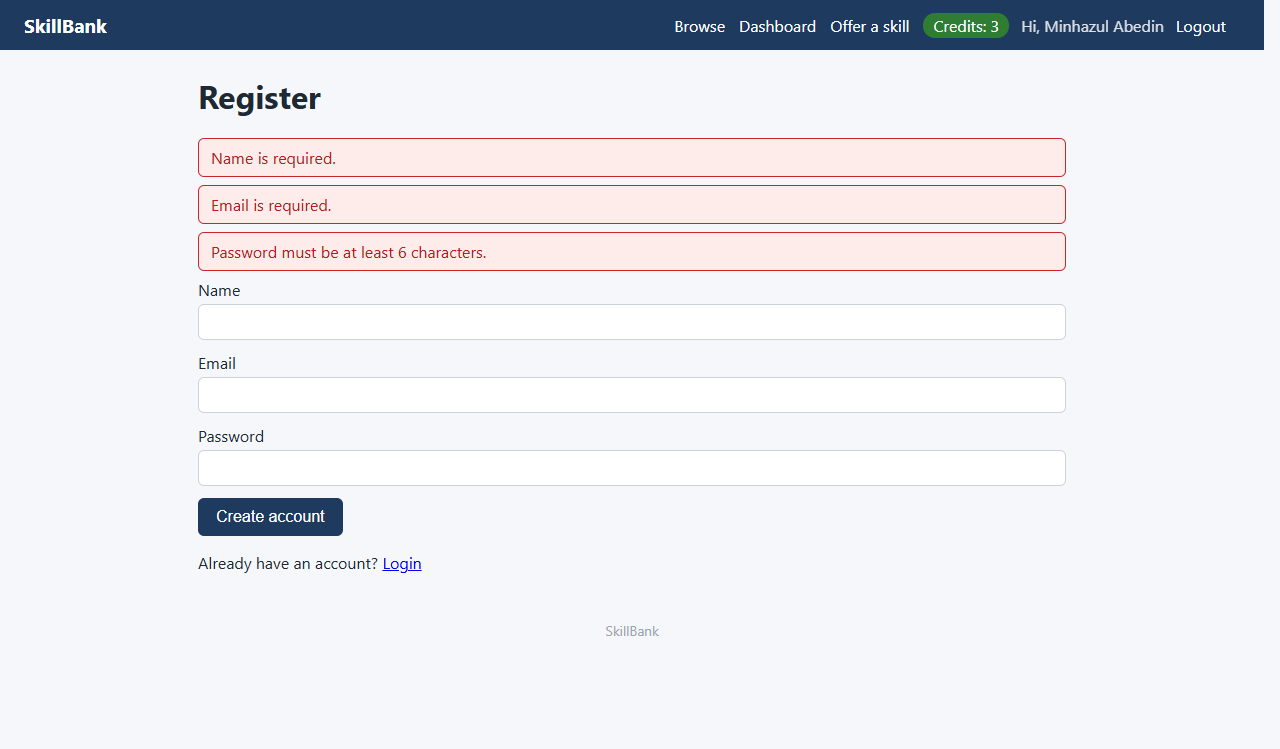 SkillBank Browse Dashboard Offer a skill Credits: 3 Hi, Minhazul Abedin Logout
Register
Name is required.
Email is required.
Password must be at least 6 characters.
Name
Email
Password
Create account
Already have an account? Login
SkillBank